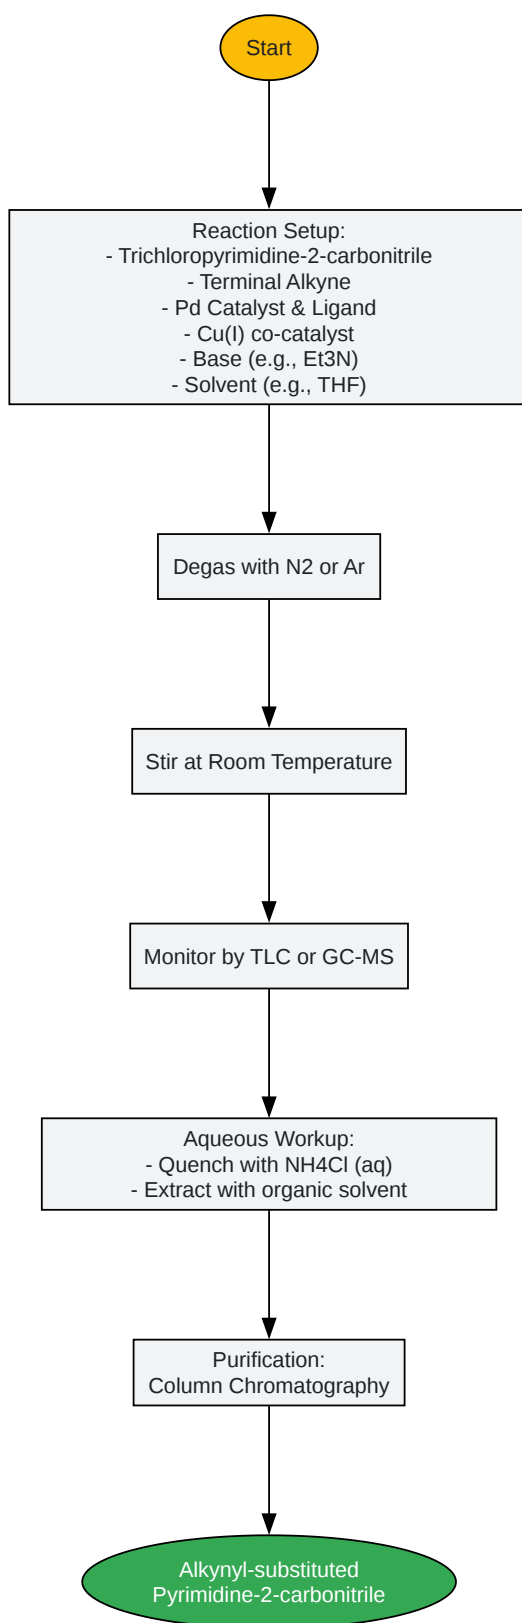 Start
Reaction Setup:
- Trichloropyrimidine-2-carbonitrile
- Terminal Alkyne
- Pd Catalyst & Ligand
- Cu(I) co-catalyst
- Base (e.g., Et3N)
- Solvent (e.g., THF)
Degas with N2 or Ar
Stir at Room Temperature
Monitor by TLC or GC-MS
Aqueous Workup:
- Quench with NH4Cl (aq)
- Extract with organic solvent
Purification:
Column Chromatography
Alkynyl-substituted
Pyrimidine-2-carbonitrile